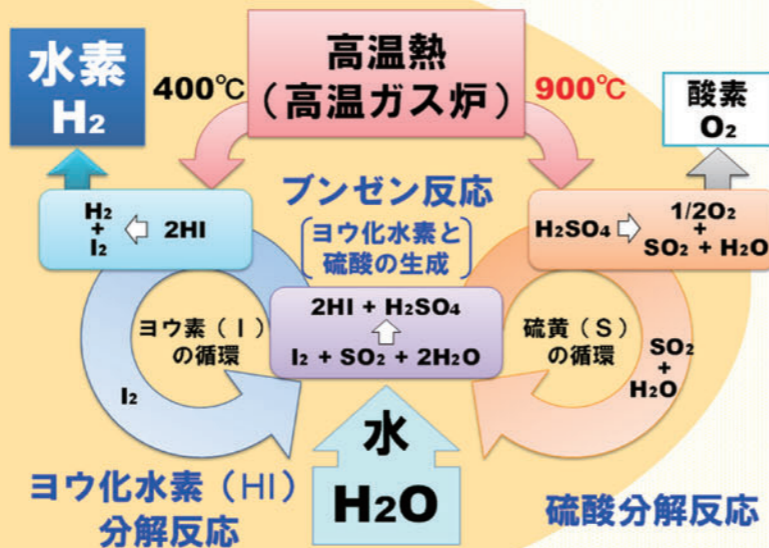 水素
H₂
400℃
高温熱
（高温ガス炉）
900℃
酸素
O₂
ブンゼン反応
ヨウ化水素と
硫酸の生成
H₂
+
I₂
2HI
H₂SO₄
1/2O₂
+
SO₂ + H₂O
2HI + H₂SO₄
I₂ + SO₂ + 2H₂O
ヨウ素（I）
の循環
硫黄（S）
の循環
I₂
SO₂
+
H₂O
水
H₂O
ヨウ化水素（HI）
分解反応
硫酸分解反応